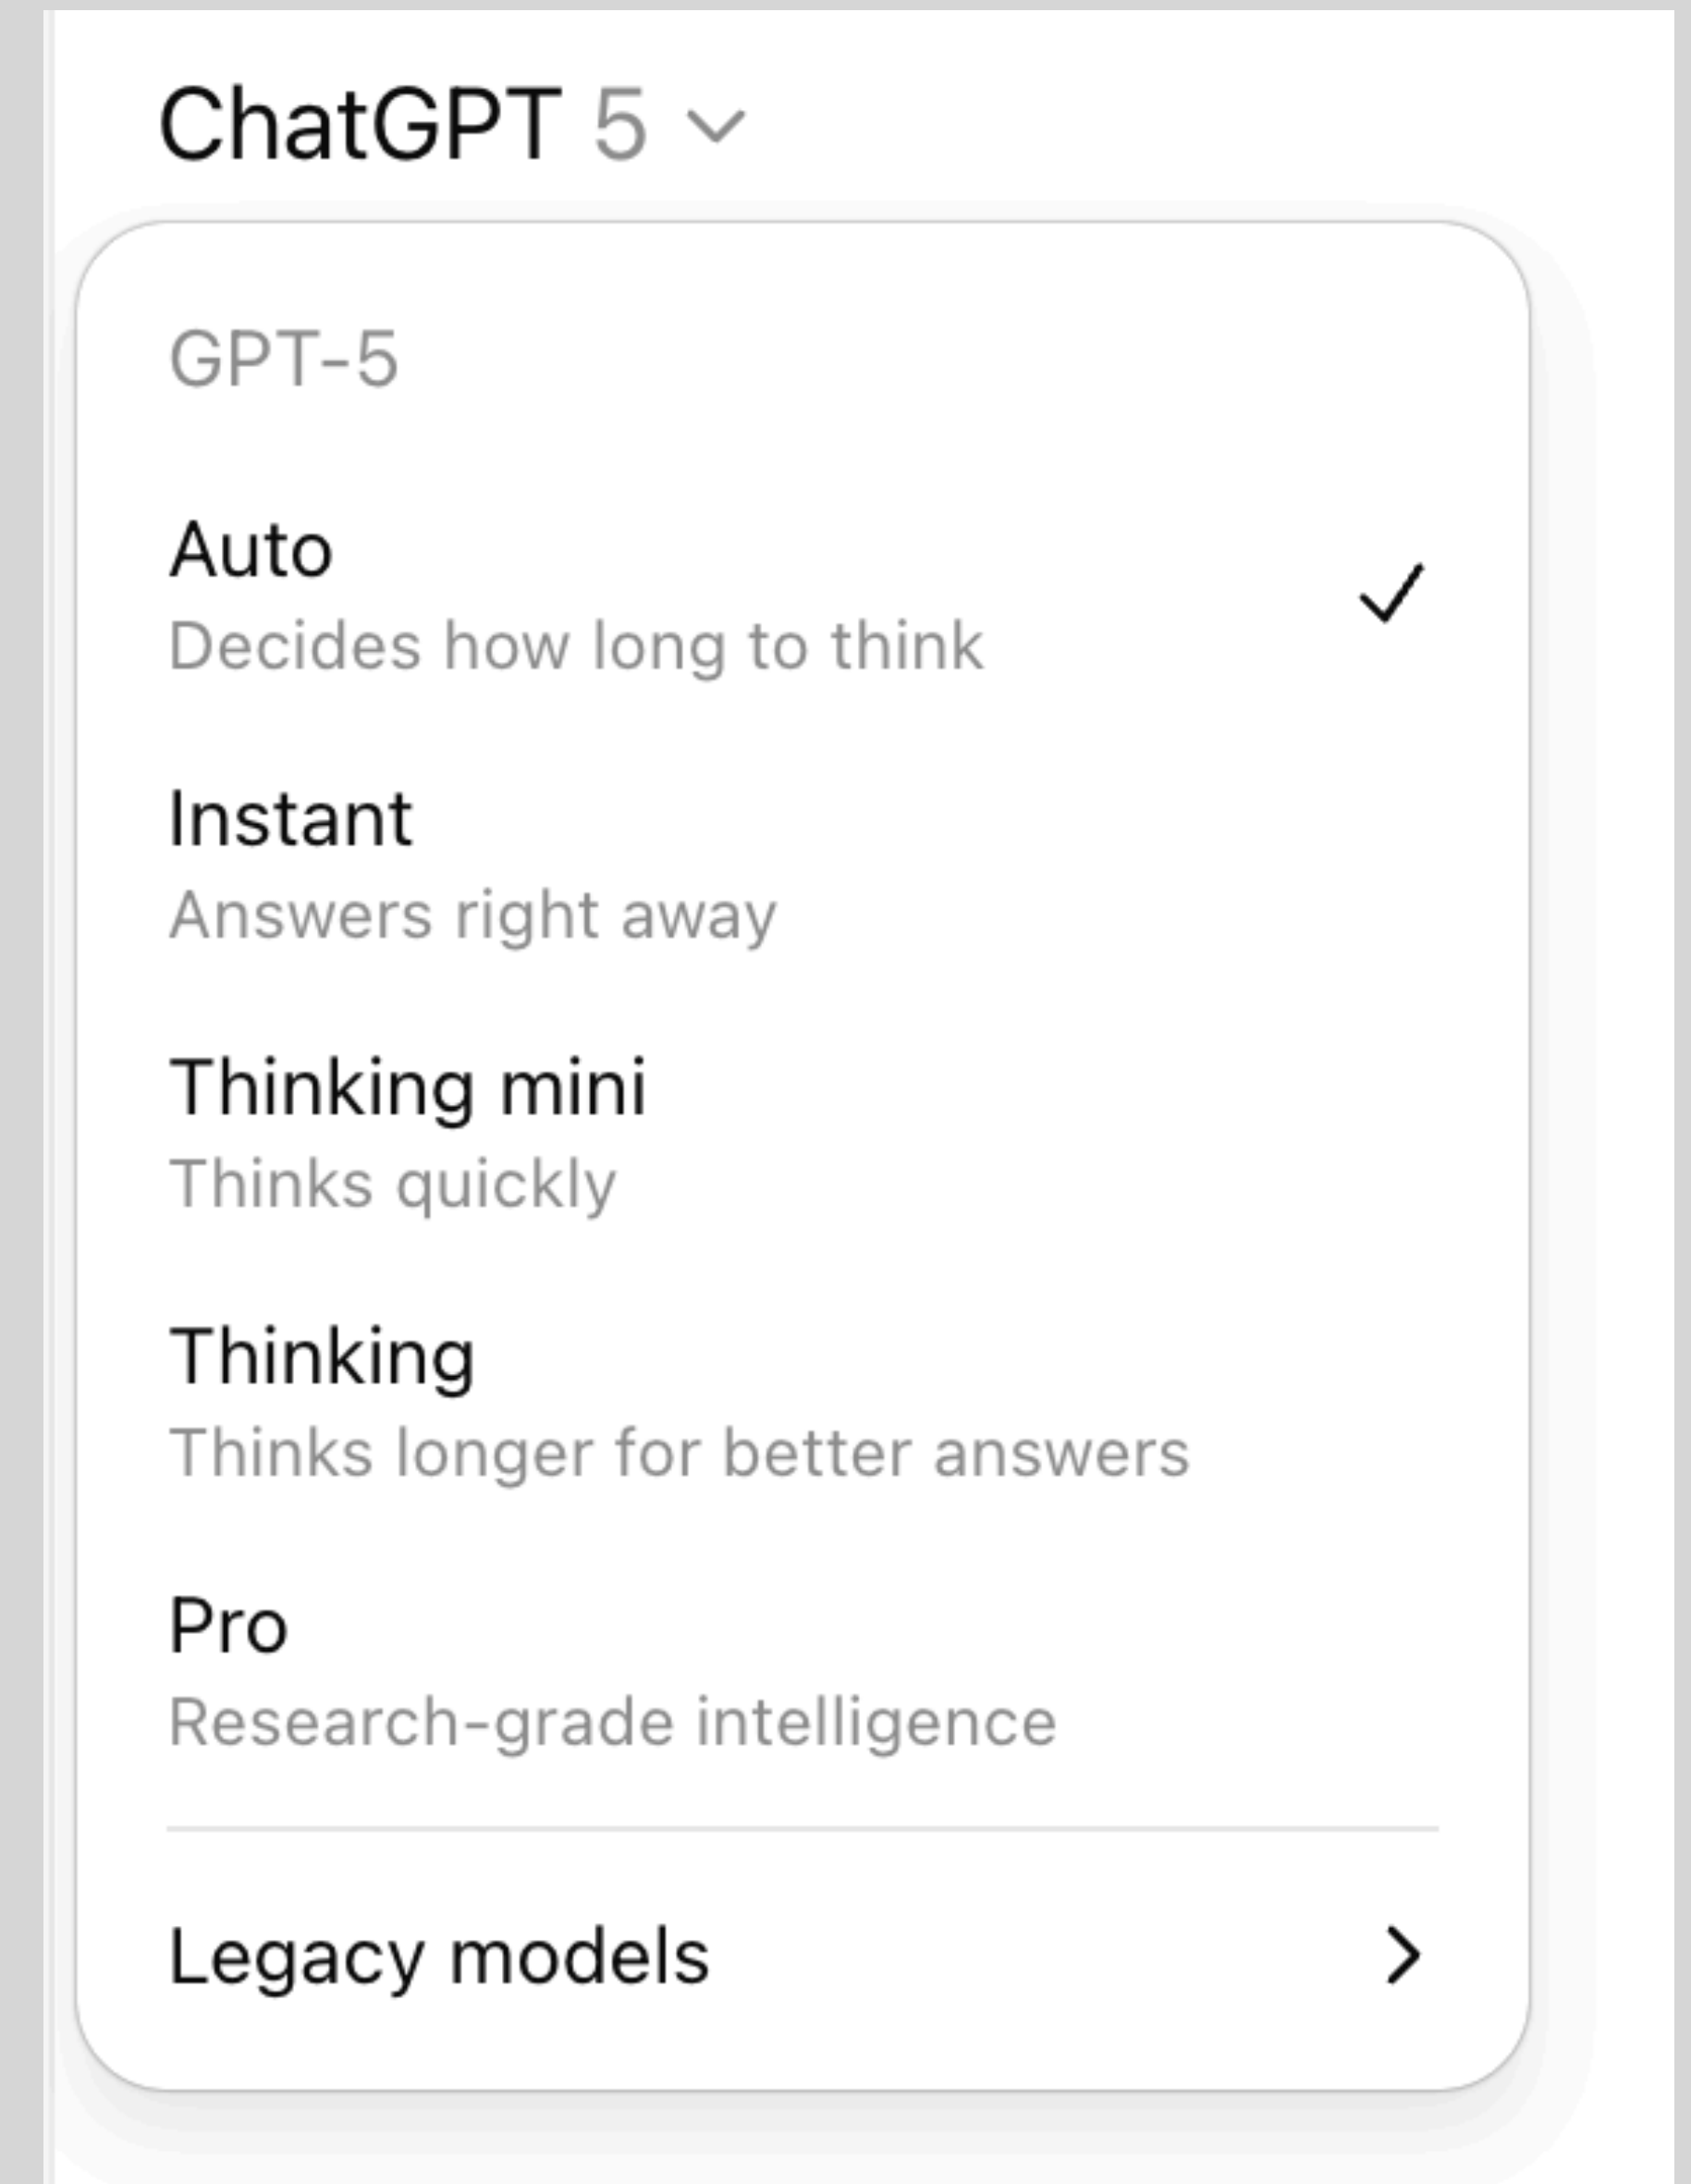 ChatGPT 5
GPT-5
Auto
Decides how long to think
Instant
Answers right away
Thinking mini
Thinks quickly
Thinking
Thinks longer for better answers
Pro
Research-grade intelligence
Legacy models